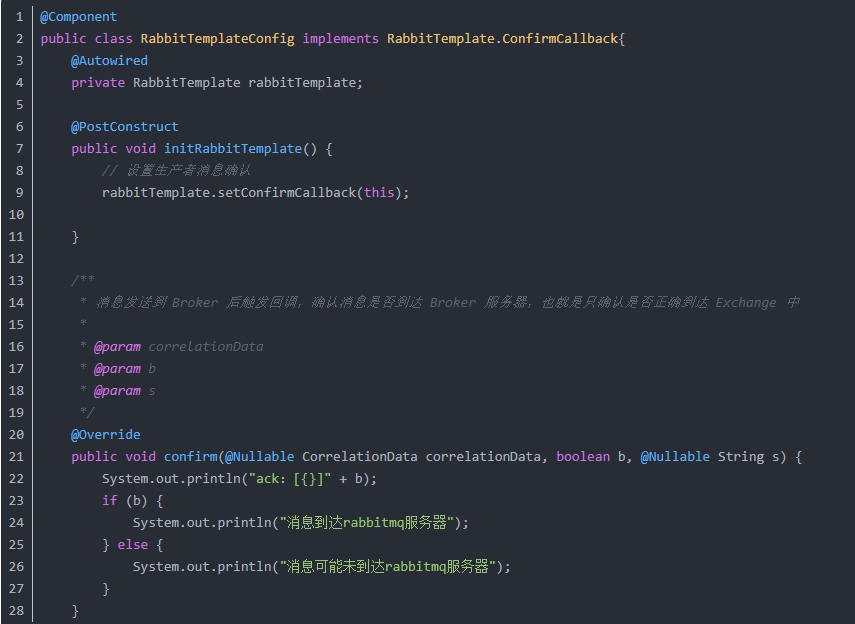 1 @Component
2 public class RabbitTemplateConfig implements RabbitTemplate.ConfirmCallback{
3     @Autowired
4     private RabbitTemplate rabbitTemplate;
5
6     @PostConstruct
7     public void initRabbitTemplate() {
8         // 设置生产者消息确认
9         rabbitTemplate.setConfirmCallback(this);
10
11     }
12
13     /**
14      * 消息发送到 Broker 后触发回调，确认消息是否到达 Broker 服务器，也就是只确认是否正确到达 Exchange 中
15      *
16      * @param correlationData
17      * @param b
18      * @param s
19      */
20     @Override
21     public void confirm(@Nullable CorrelationData correlationData, boolean b, @Nullable String s) {
22         System.out.println("ack：[{}]" + b);
23         if (b) {
24             System.out.println("消息到达rabbitmq服务器");
25         } else {
26             System.out.println("消息可能未到达rabbitmq服务器");
27         }
28     }